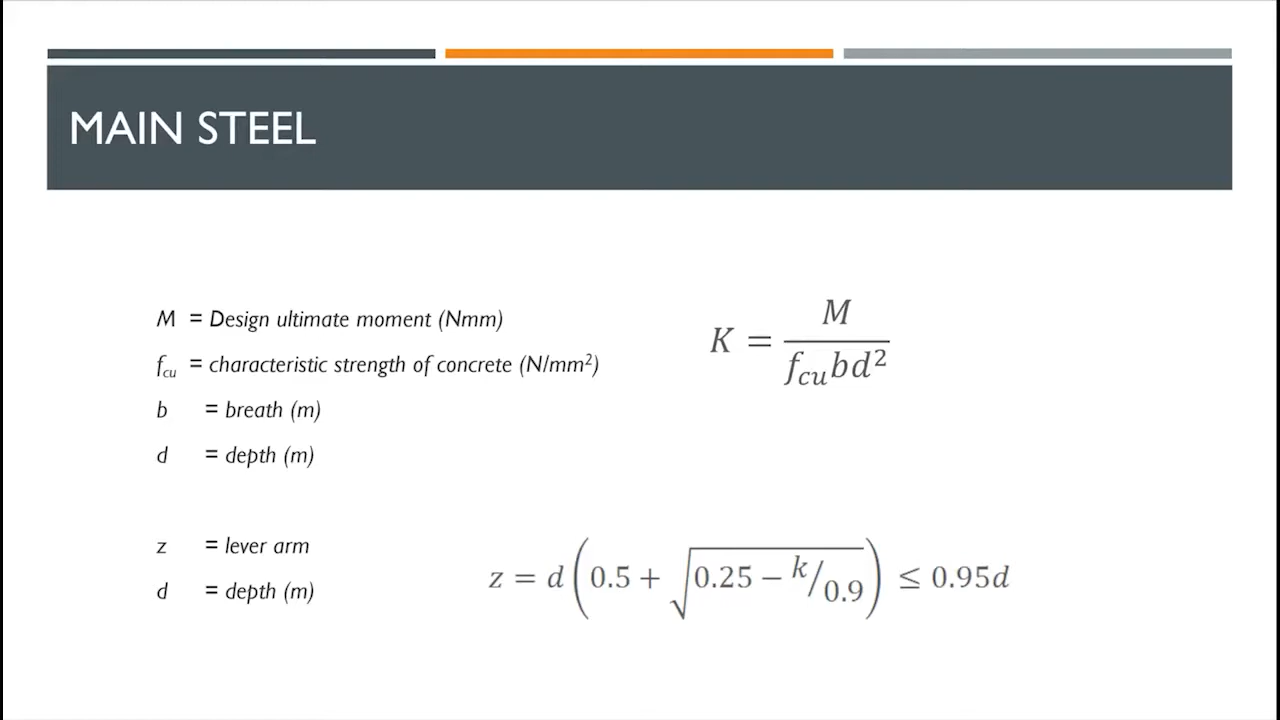 MAIN STEEL
M = Design ultimate moment (Nmm)
f_cu = characteristic strength of concrete (N/mm²)
b = breath (m)
d = depth (m)
K = M / f_cu bd²
z = lever arm
d = depth (m)
z = d(0.5 + √(0.25 − k/0.9)) ≤ 0.95d